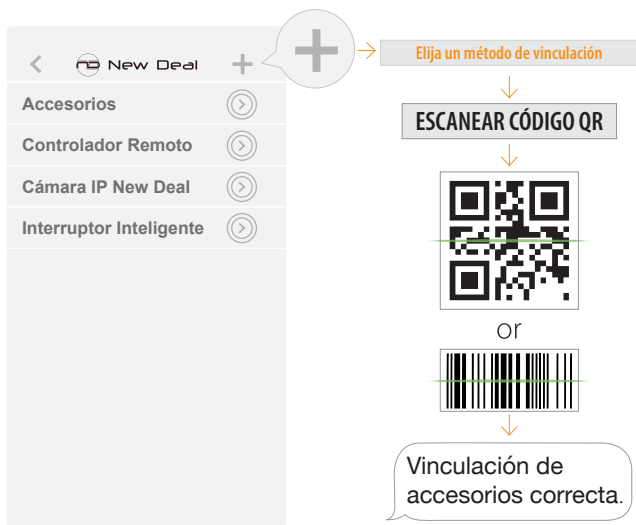 New Deal
Accesorios
Controlador Remoto
Cámara IP New Deal
Interruptor Inteligente
Elija un método de vinculación
ESCANEAR CÓDIGO QR
or
Vinculación de
accesorios correcta.